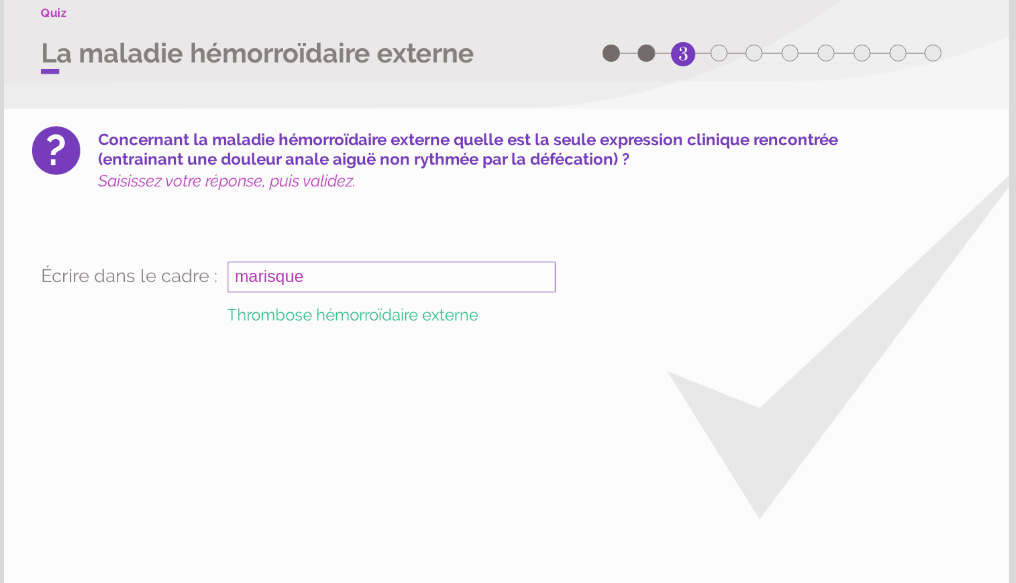 Quiz
La maladie hémorroïdaire externe
3
?
Concernant la maladie hémorroïdaire externe quelle est la seule expression clinique rencontrée
(entrainant une douleur anale aiguë non rythmée par la défécation) ?
Saisissez votre réponse, puis validez.
Écrire dans le cadre : marisque
Thrombose hémorroïdaire externe